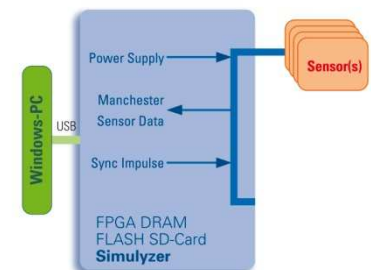 Power Supply
Sensor(s)
Manchester
Sensor Data
USB
Windows-PC
Sync Impulse
FPGA DRAM
FLASH SD-Card
Simulyzer